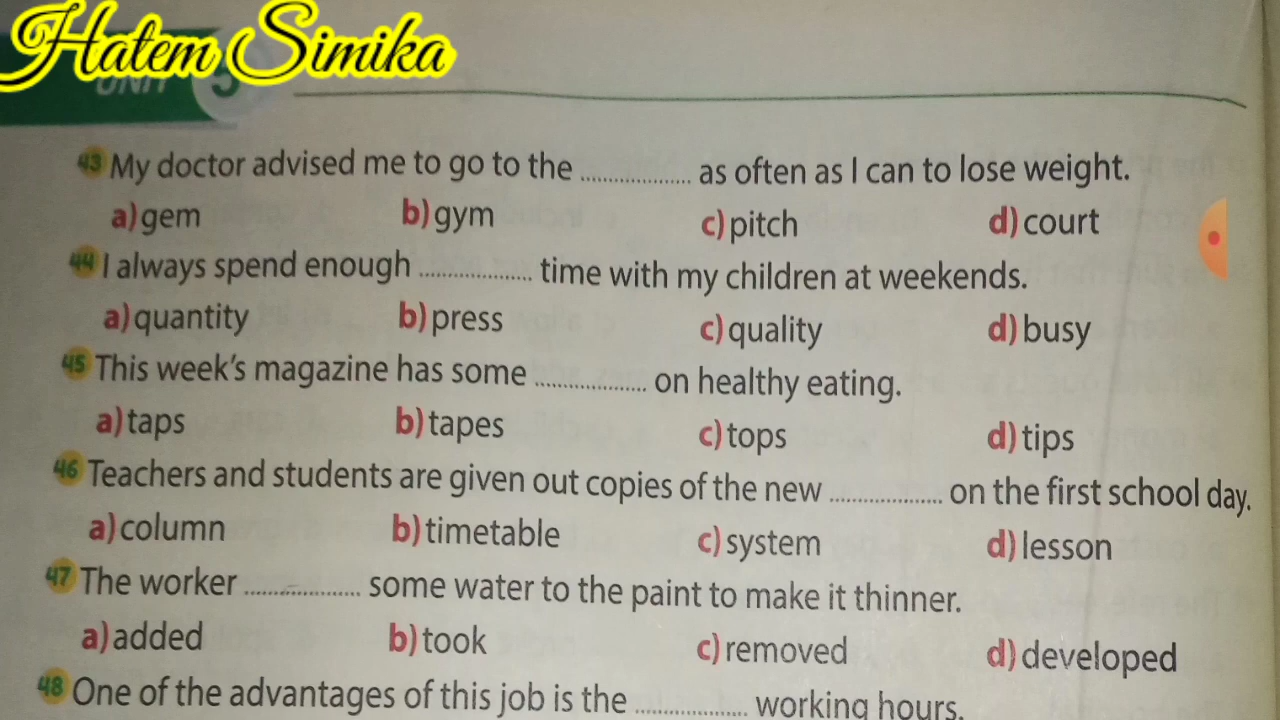 Hatem Simika
UNIT 5
43 My doctor advised me to go to the .................... as often as I can to lose weight.
a) gem b) gym c) pitch d) court
44 I always spend enough .................... time with my children at weekends.
a) quantity b) press c) quality d) busy
45 This week's magazine has some .................... on healthy eating.
a) taps b) tapes c) tops d) tips
46 Teachers and students are given out copies of the new .................... on the first school day.
a) column b) timetable c) system d) lesson
47 The worker .................... some water to the paint to make it thinner.
a) added b) took c) removed d) developed
48 One of the advantages of this job is the .................... working hours.